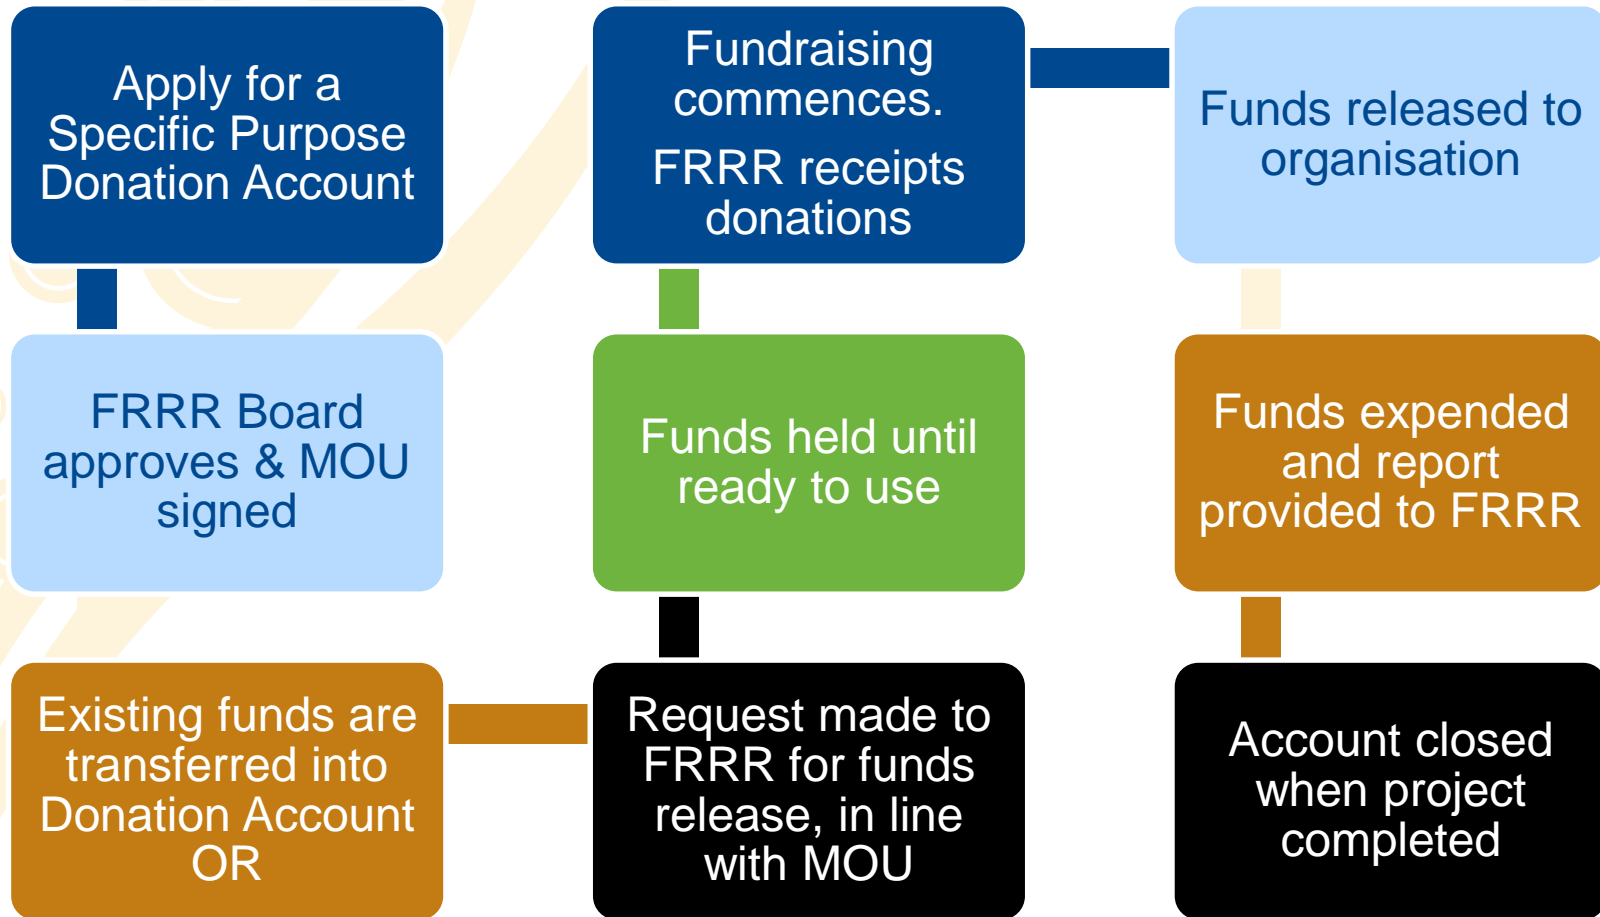 Apply for a
Specific Purpose
Donation Account
FRRR Board
approves & MOU
signed
Existing funds are
transferred into
Donation Account
OR
Fundraising
commences.
FRRR receipts
donations
Funds held until
ready to use
Request made to
FRRR for funds
release, in line
with MOU
Funds released to
organisation
Funds expended
and report
provided to FRRR
Account closed
when project
completed